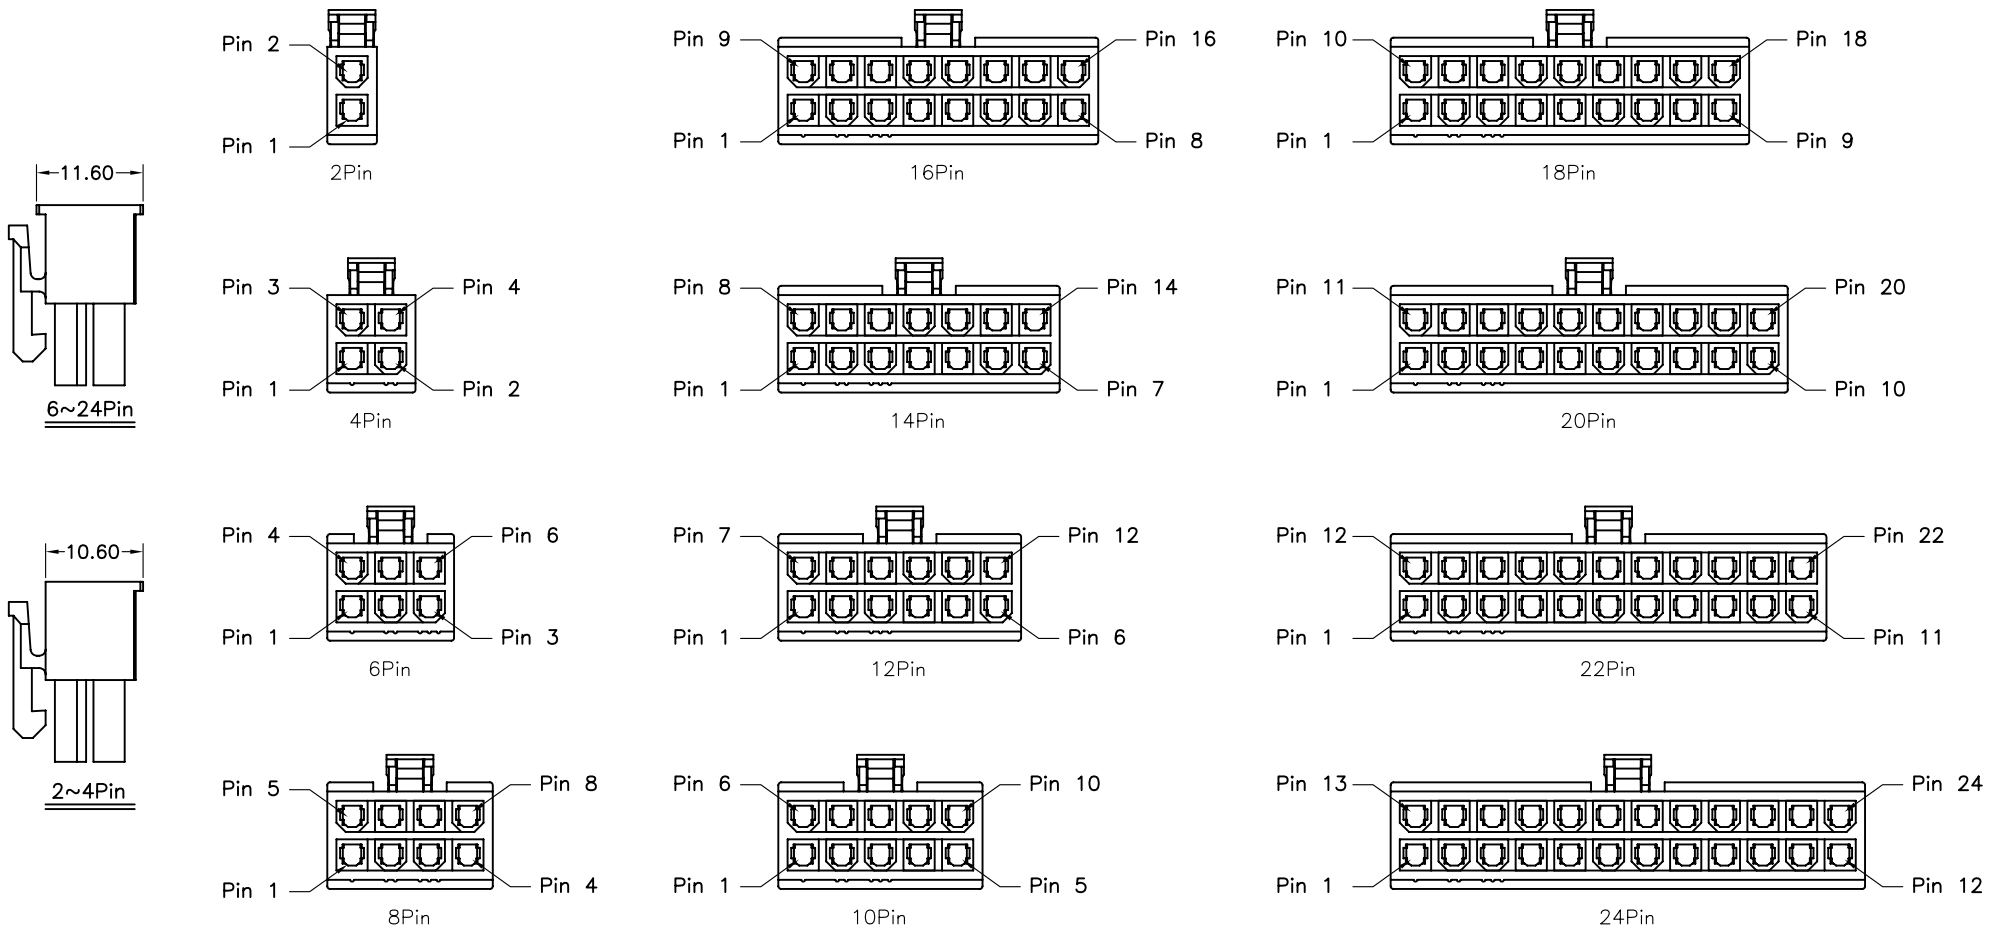 Pin 2
Pin 1
2Pin
Pin 9
Pin 16
Pin 1
Pin 8
16Pin
Pin 10
Pin 18
Pin 1
Pin 9
18Pin
11.60
6~24Pin
Pin 3
Pin 4
Pin 1
Pin 2
4Pin
Pin 8
Pin 14
Pin 1
Pin 7
14Pin
Pin 11
Pin 20
Pin 1
Pin 10
20Pin
10.60
2~4Pin
Pin 4
Pin 6
Pin 1
Pin 3
6Pin
Pin 7
Pin 12
Pin 1
Pin 6
12Pin
Pin 12
Pin 22
Pin 1
Pin 11
22Pin
Pin 5
Pin 8
Pin 1
Pin 4
8Pin
Pin 6
Pin 10
Pin 1
Pin 5
10Pin
Pin 13
Pin 24
Pin 1
Pin 12
24Pin